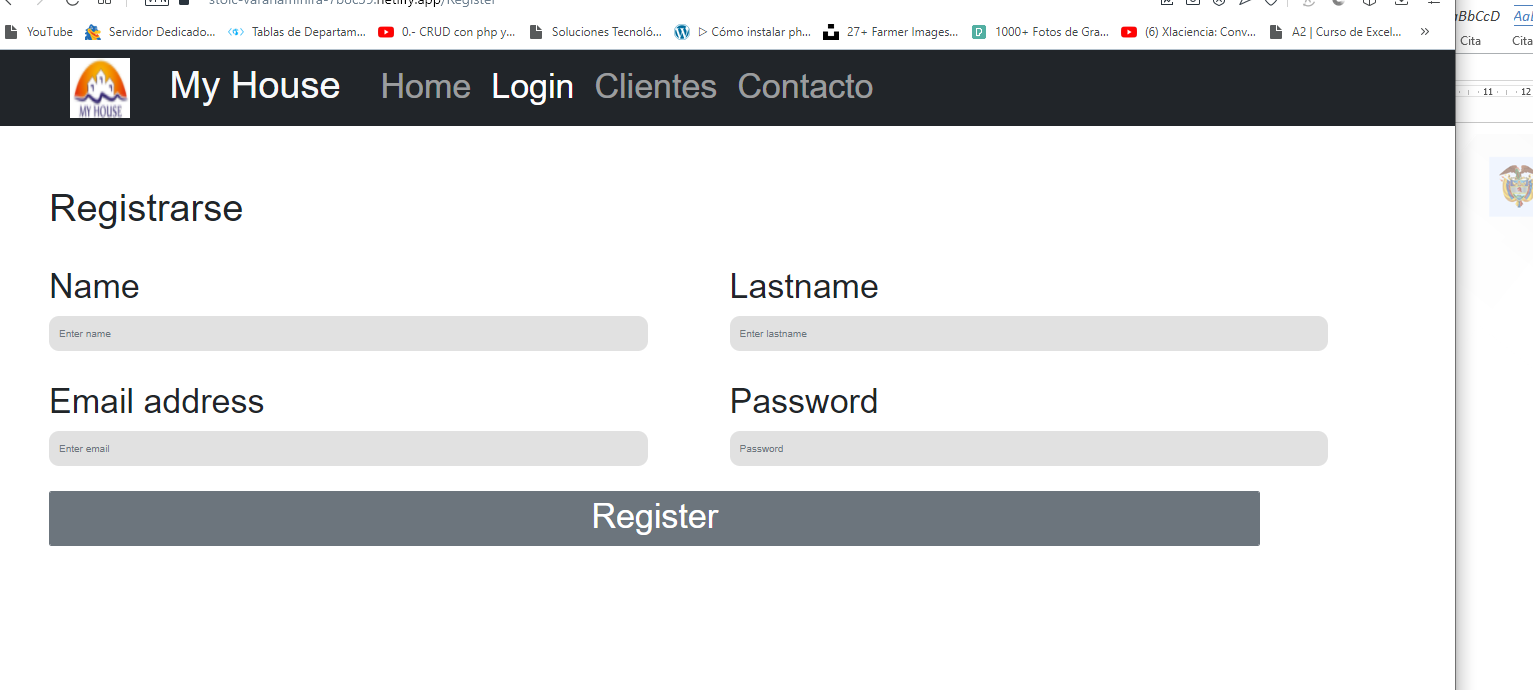 YouTube Servidor Dedicado... Tablas de Departam... 0.- CRUD con php y... Soluciones Tecnoló... ▷ Cómo instalar ph... 27+ Farmer Images... 1000+ Fotos de Gra... (6) Xlaciencia: Conv... A2 | Curso de Excel... »
BbCcD
Cita Cita
11 12
MY HOUSE
My House Home Login Clientes Contacto
Registrarse
Name Lastname
Enter name Enter lastname
Email address Password
Enter email Password
Register